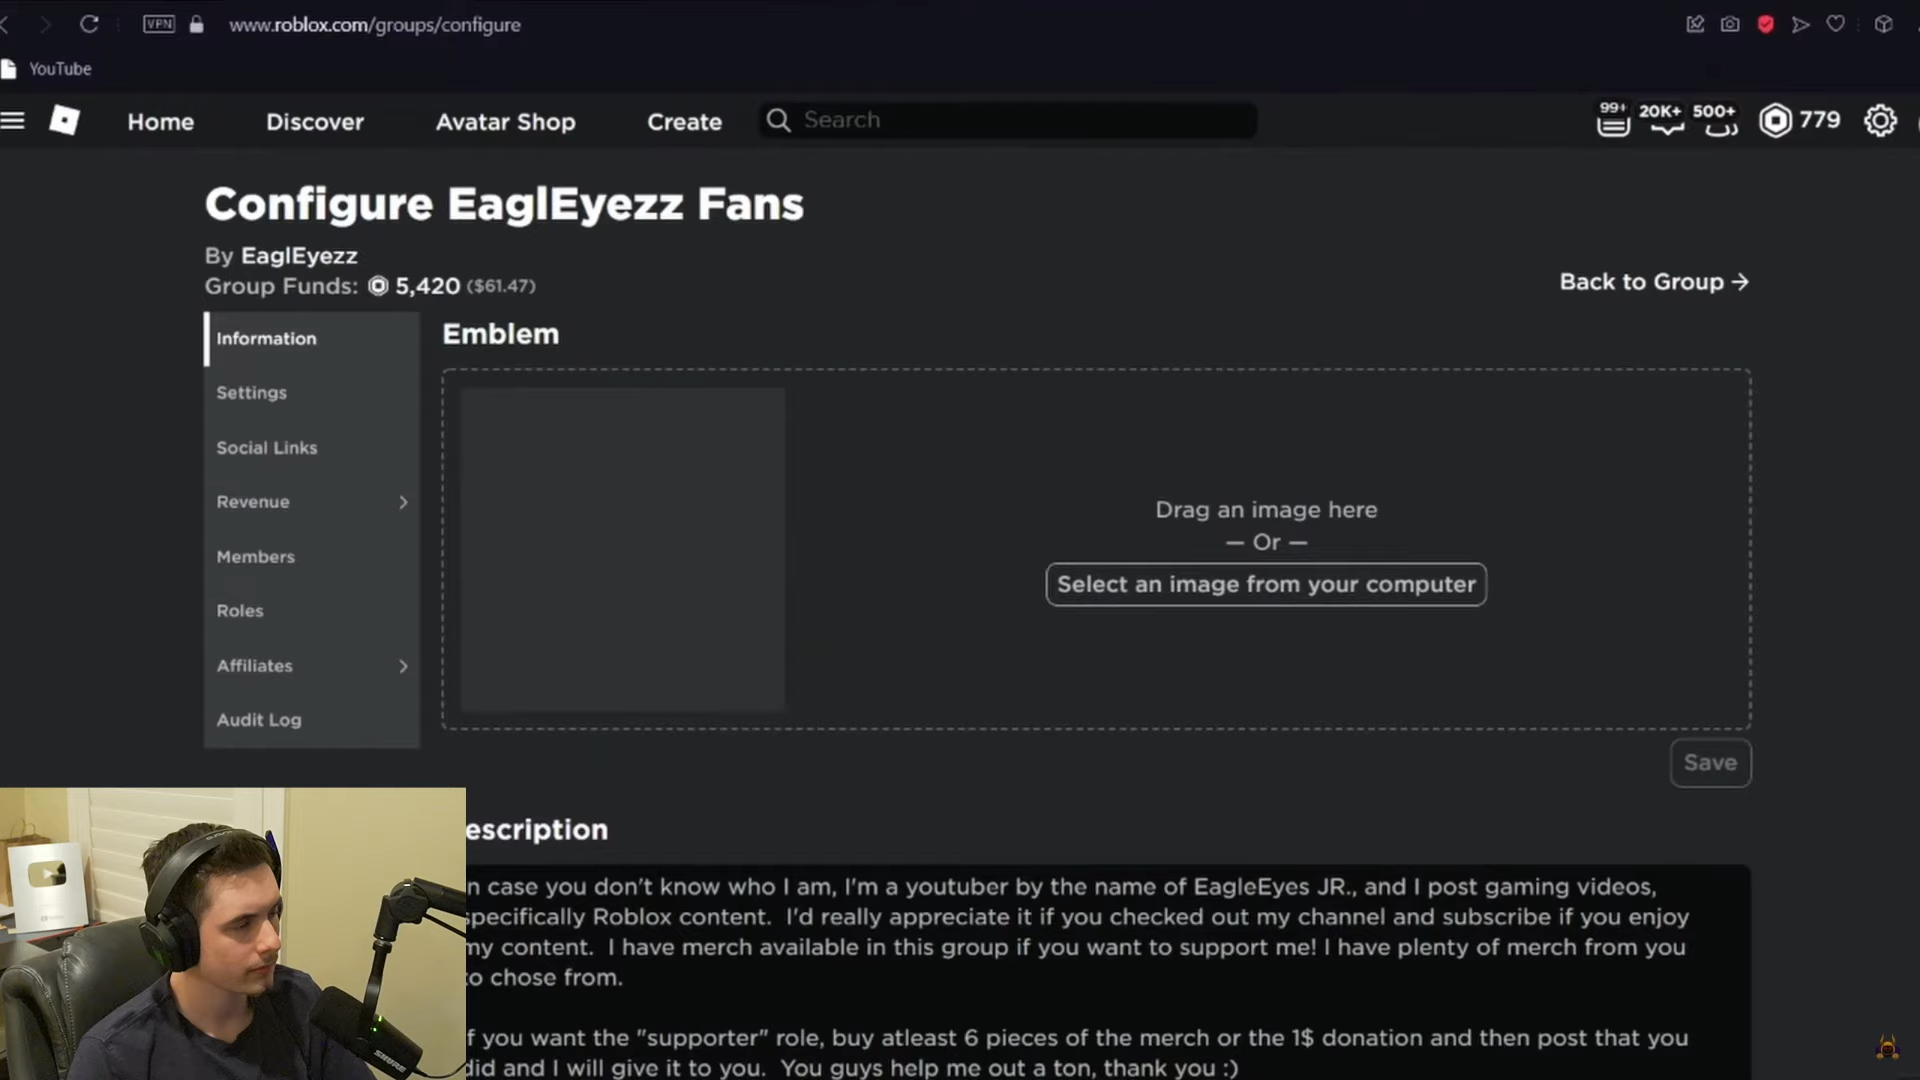 VPN
www.roblox.com/groups/configure
YouTube
Home
Discover
Avatar Shop
Create
Search
99+
20K+
500+
779
Configure EaglEyezz Fans
By EaglEyezz
Group Funds: 5,420 ($61.47)
Back to Group →
Information
Settings
Social Links
Revenue
Members
Roles
Affiliates
Audit Log
Emblem
Drag an image here
— Or —
Select an image from your computer
Save
escription
n case you don't know who I am, I'm a youtuber by the name of EagleEyes JR., and I post gaming videos,
specifically Roblox content. I'd really appreciate it if you checked out my channel and subscribe if you enjoy
my content. I have merch available in this group if you want to support me! I have plenty of merch from you
to chose from.
f you want the "supporter" role, buy atleast 6 pieces of the merch or the 1$ donation and then post that you
did and I will give it to you. You guys help me out a ton, thank you :)
SHURE